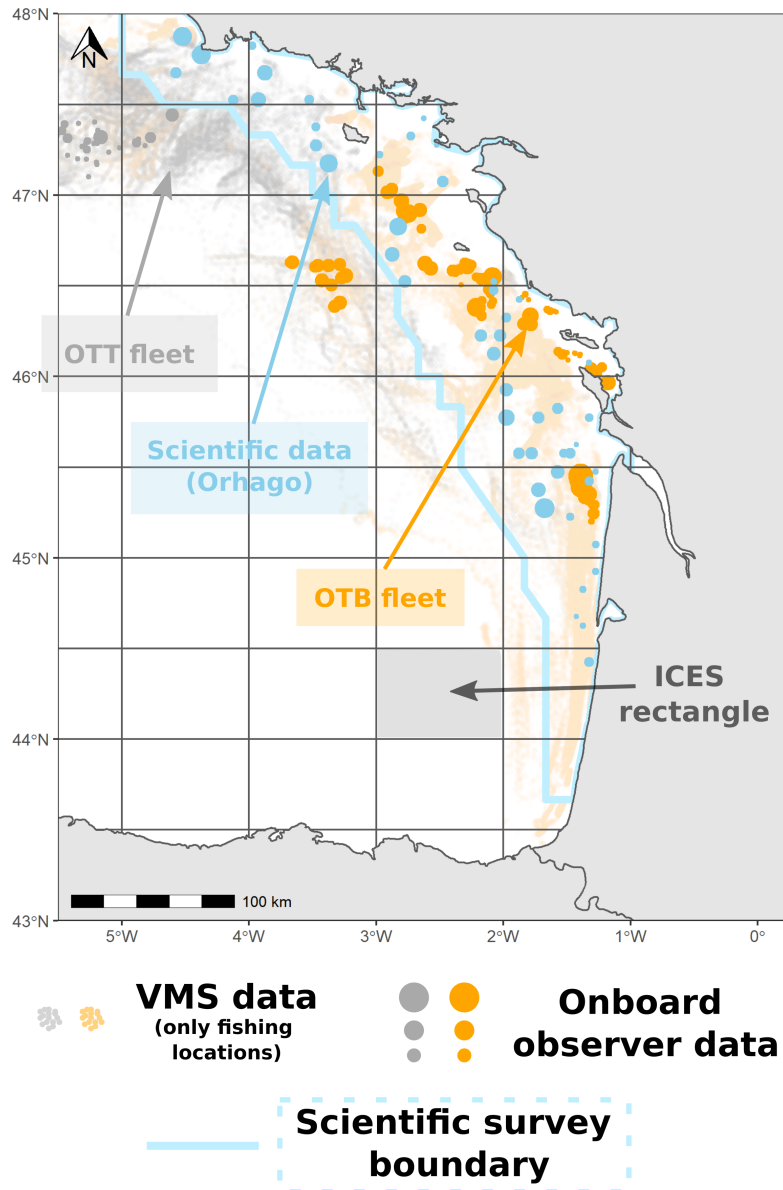 48°N
N
47°N
OTT fleet
46°N
Scientific data
(Orhago)
45°N
OTB fleet
ICES
rectangle
44°N
100 km
43°N
5°W 4°W 3°W 2°W 1°W 0°
VMS data
(only fishing
locations)
Onboard
observer data
Scientific survey
boundary